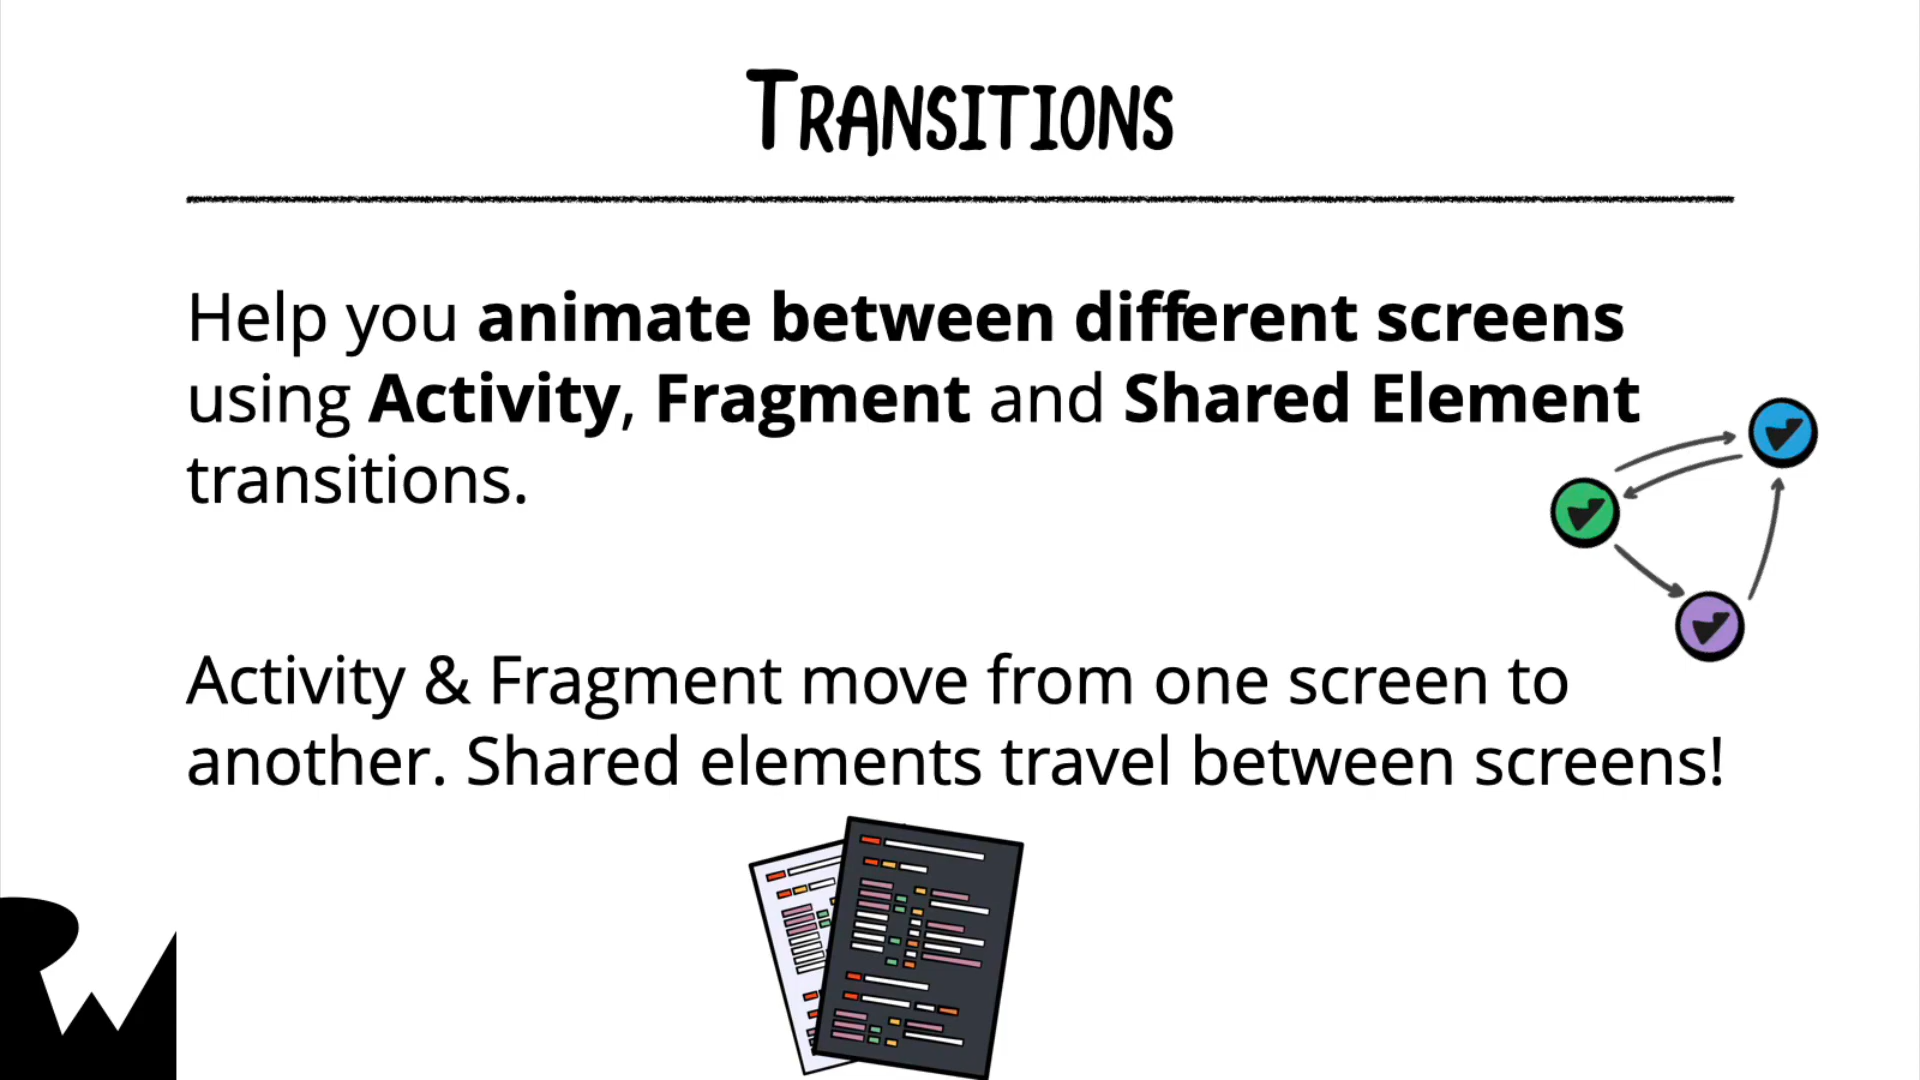 TRANSITIONS
Help you animate between different screens
using Activity, Fragment and Shared Element
transitions.
Activity & Fragment move from one screen to
another. Shared elements travel between screens!
RW